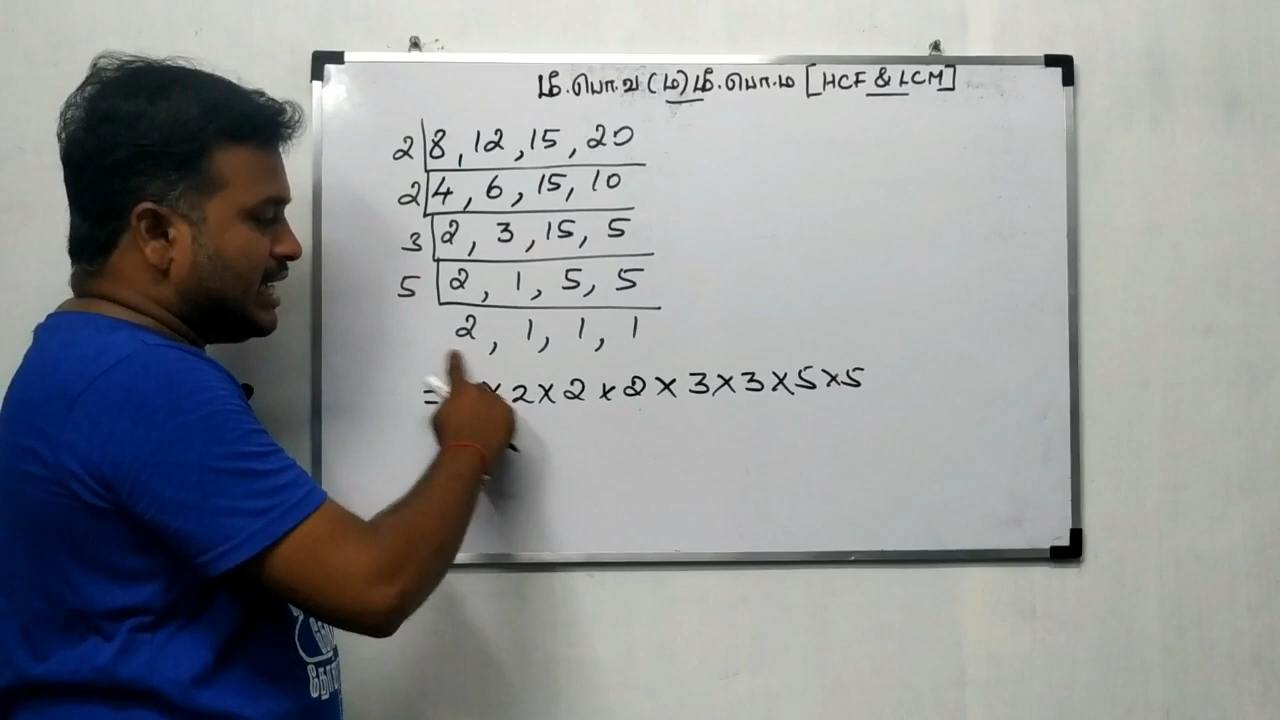 மீ.பொ.வ (ம) மீ.பொ.ம [HCF & LCM]
2 8, 12, 15, 20
2 4, 6, 15, 10
3 2, 3, 15, 5
5 2, 1, 5, 5
2, 1, 1, 1
= × 2 × 2 × 2 × 3 × 3 × 5 × 5